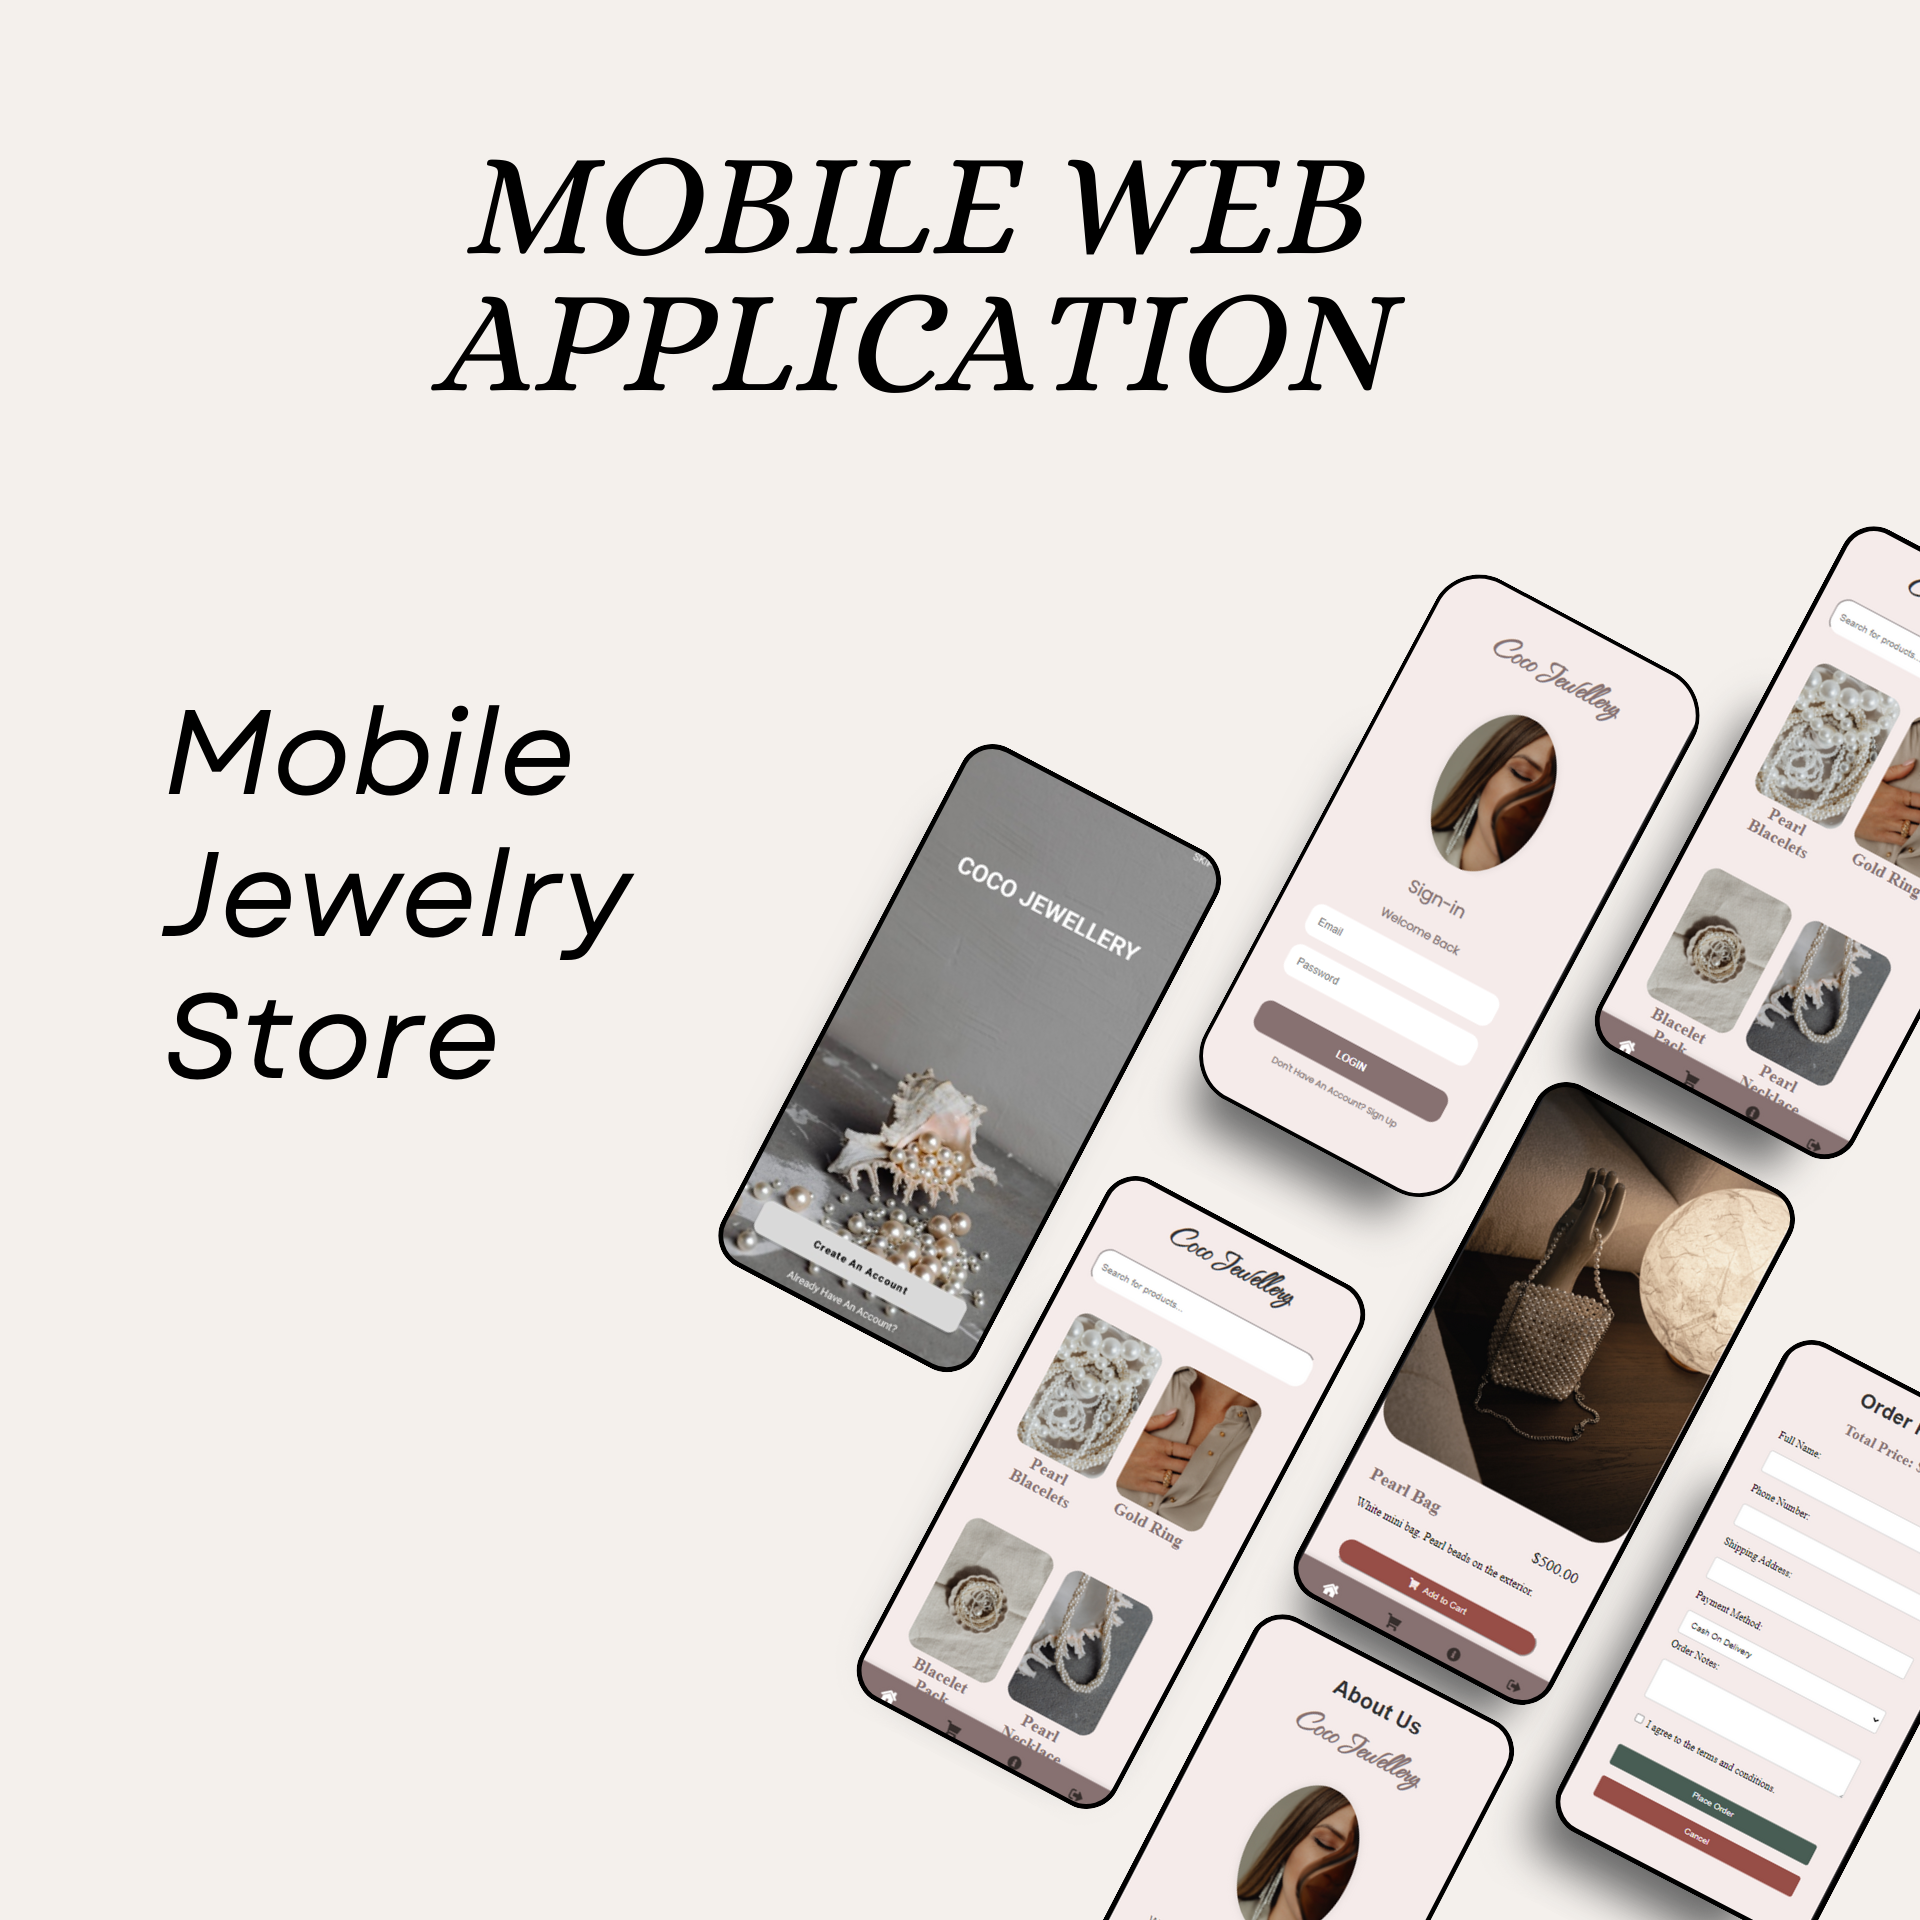 MOBILE WEB
APPLICATION
Mobile
Jewelry
Store
COCO JEWELLERY
Create An Account
Already Have An Account?
Coco Jewellery
Sign-in
Welcome Back
Email
Password
LOGIN
Don't Have An Account? Sign Up
Search for products...
Pearl
Blacelets
Gold Ring
Blacelet
Pack
Pearl
Necklace
Coco Jewellery
Search for products...
Pearl
Blacelets
Gold Ring
Blacelet
Pack
Pearl
Necklace
Pearl Bag
White mini bag. Pearl beads on the exterior.
$500.00
Add to Cart
About Us
Coco Jewellery
Order
Total Price:
Full Name:
Phone Number:
Shipping Address:
Payment Method:
Cash On Delivery
Order Notes:
I agree to the terms and conditions.
Place Order
Cancel